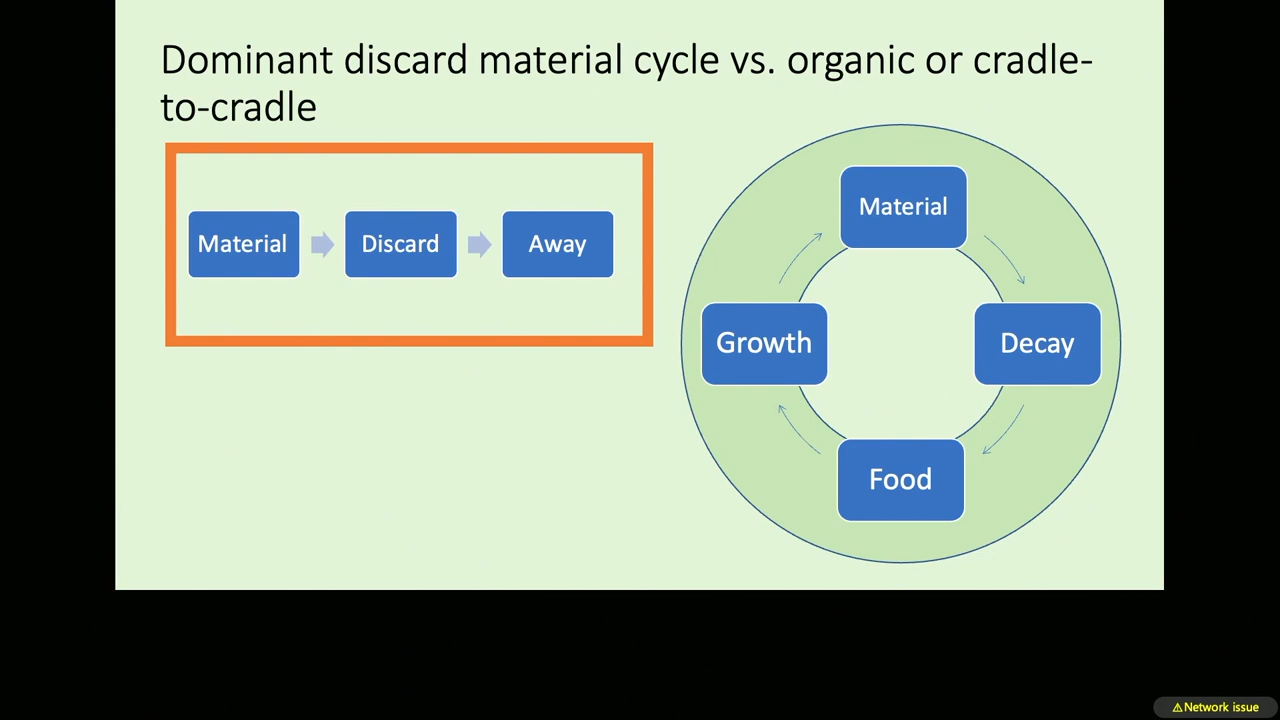 Dominant discard material cycle vs. organic or cradle-
to-cradle
Material
Discard
Away
Material
Growth
Decay
Food
⚠Network issue